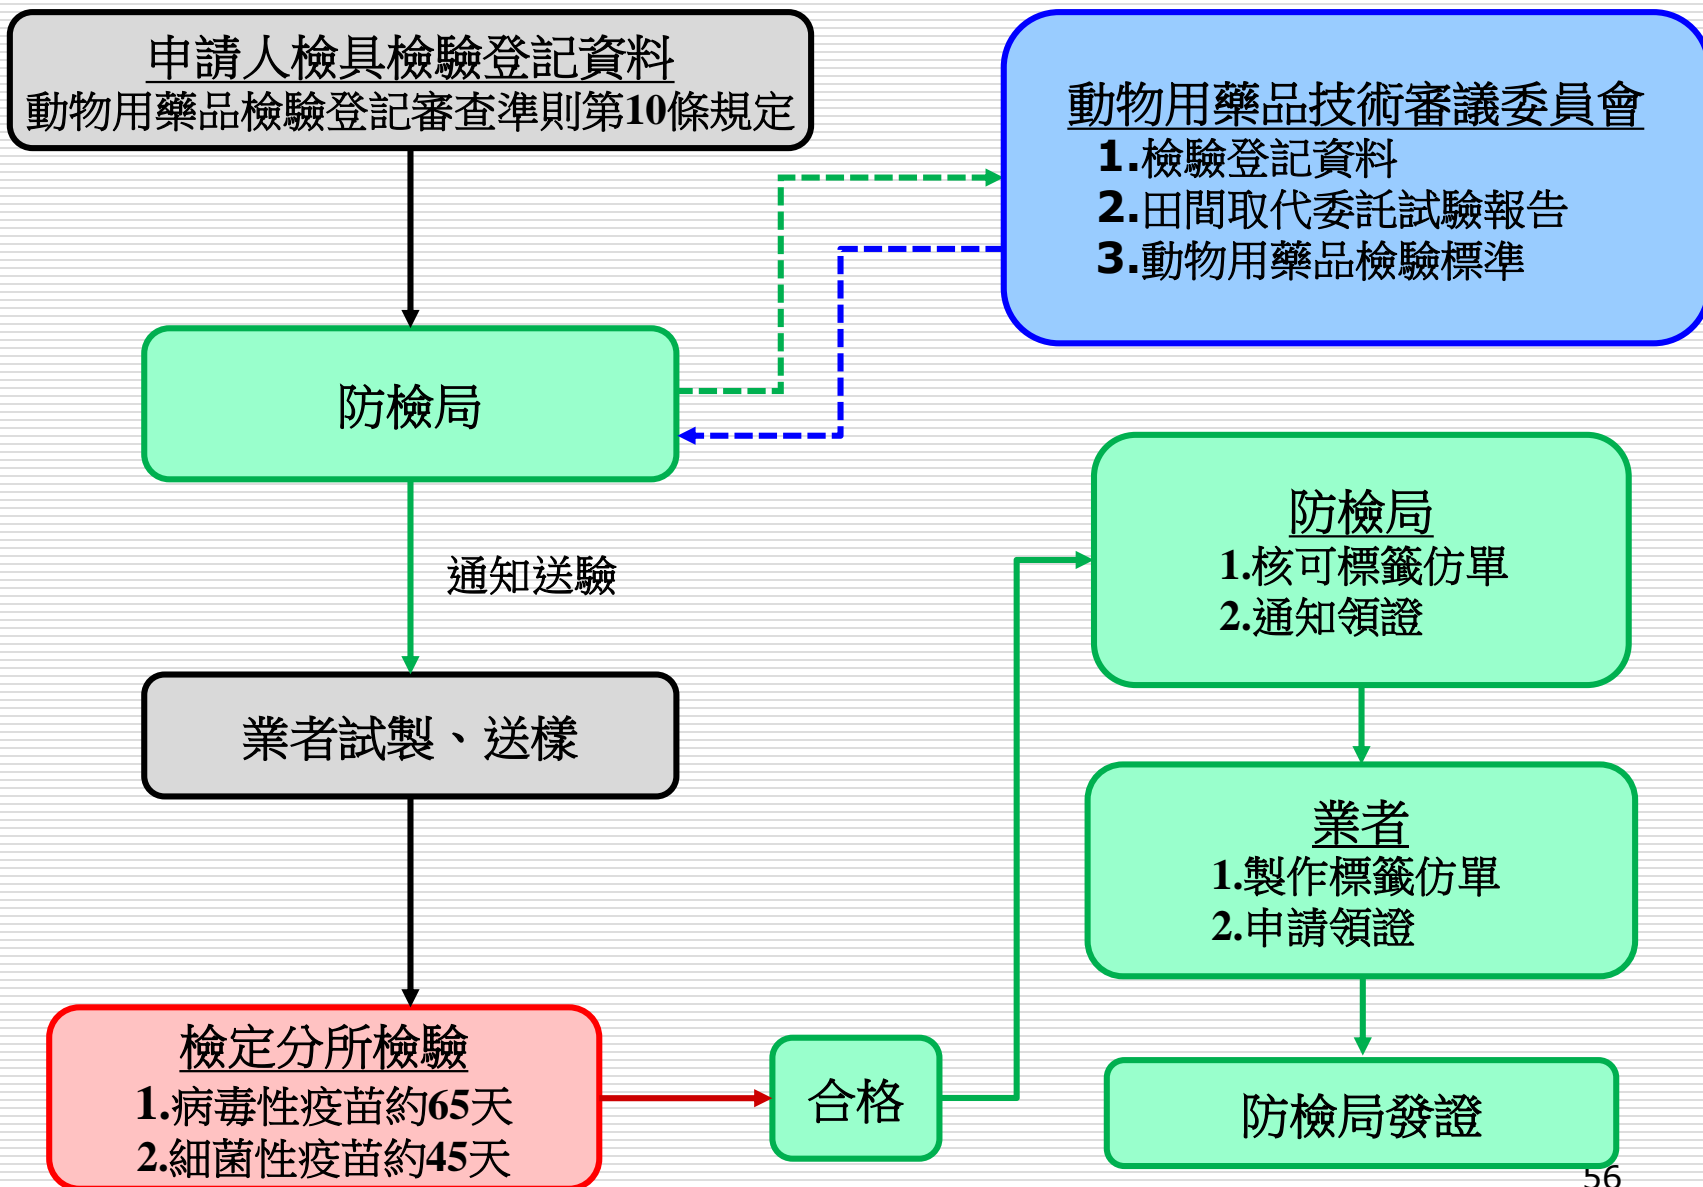 申請人檢具檢驗登記資料
動物用藥品檢驗登記審查準則第10條規定
動物用藥品技術審議委員會
1.檢驗登記資料
2.田間取代委託試驗報告
3.動物用藥品檢驗標準
防檢局
通知送驗
業者試製、送樣
檢定分所檢驗
1.病毒性疫苗約65天
2.細菌性疫苗約45天
合格
防檢局
1.核可標籤仿單
2.通知領證
業者
1.製作標籤仿單
2.申請領證
防檢局發證
56